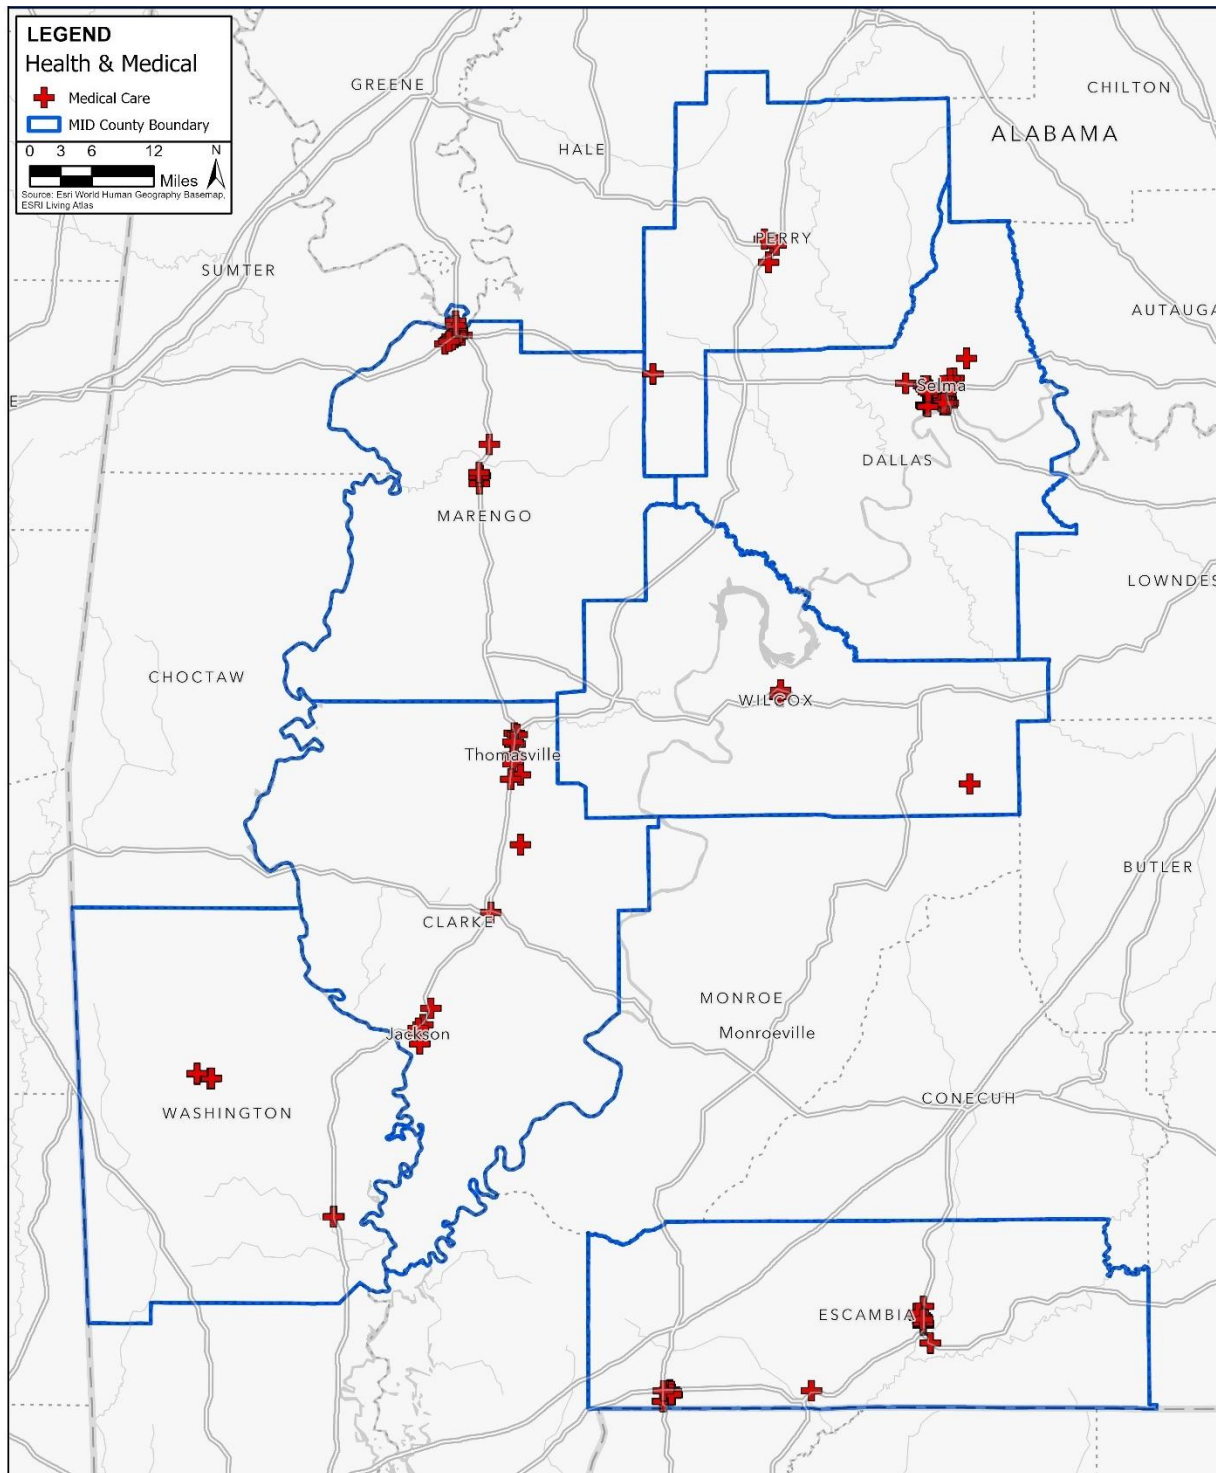 LEGEND
Health & Medical
Medical Care
MID County Boundary
0 3 6 12
N
Miles
Source: Esri World Human Geography Basemap,
ESRI Living Atlas
GREENE
CHILTON
ALABAMA
HALE
PERRY
SUMTER
AUTAUGA
Selma
E
DALLAS
MARENGO
LOWNDES
CHOCTAW
WILCOX
Thomasville
BUTLER
CLARKE
MONROE
Jackson
Monroeville
CONECUH
WASHINGTON
ESCAMBIA